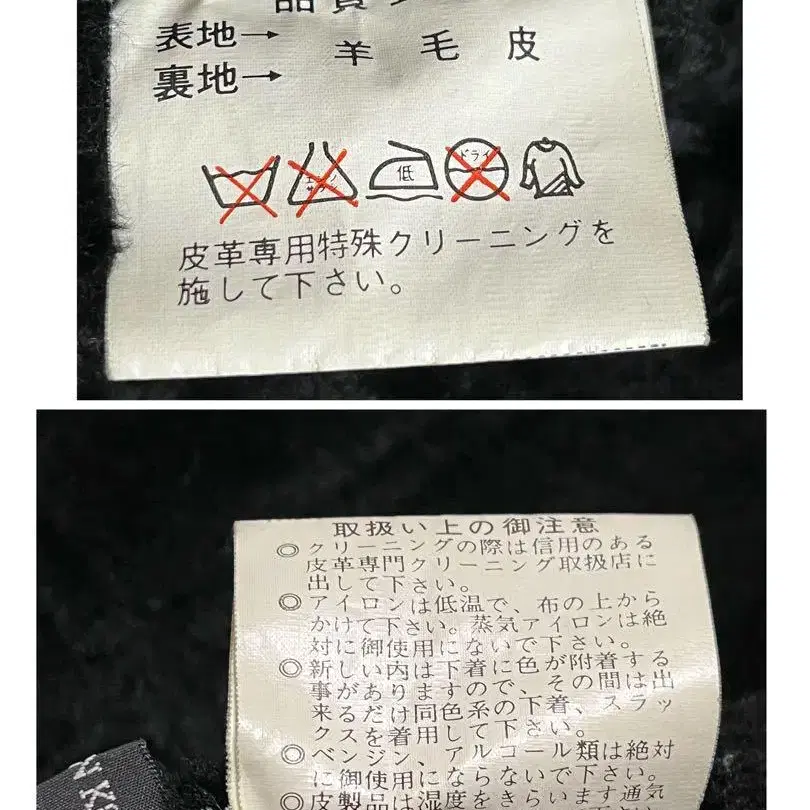 表地→
羊毛皮
裏地→
低
ドライ
皮革専用特殊クリーニングを
施して下さい。
取扱い上の御注意
◎クリーニングの際は信用のある
皮革専門クリーニング取扱店に
出して下さい。
◎アイロンは低温で、布の上から
かけて下さい。蒸気アイロンは絶
対に御使用にならないで下さい。
◎新しい内は下着に色が附着する
事がありますので、その間は出
来るだけ同色系の下着、スラッ
クスを着用して下さい。
◎ベンジン、アルコール類は絶対
に御使用にならないで下さい。
◎皮製品は湿度をきらいます通気